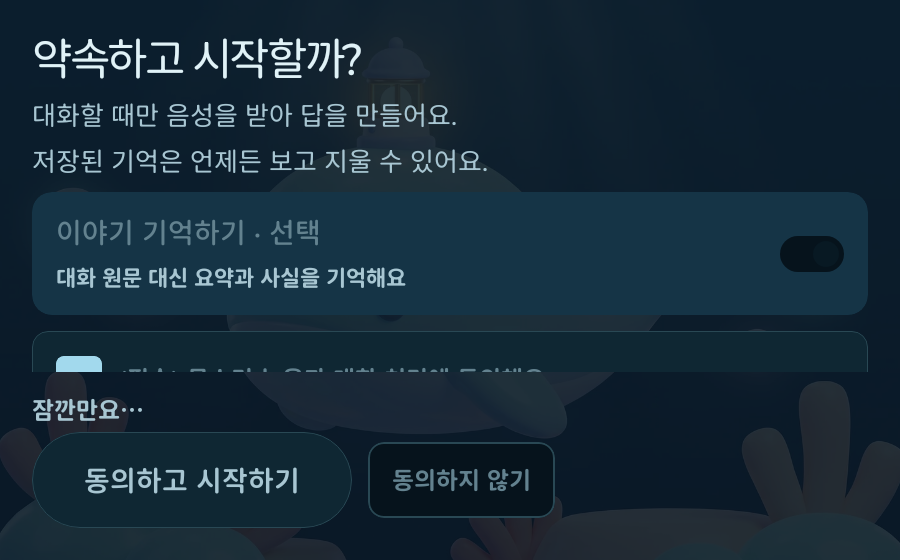 약속하고 시작할까?
대화할 때만 음성을 받아 답을 만들어요.
저장된 기억은 언제든 보고 지울 수 있어요.
이야기 기억하기 · 선택
대화 원문 대신 요약과 사실을 기억해요
잠깐만요…
동의하고 시작하기
동의하지 않기